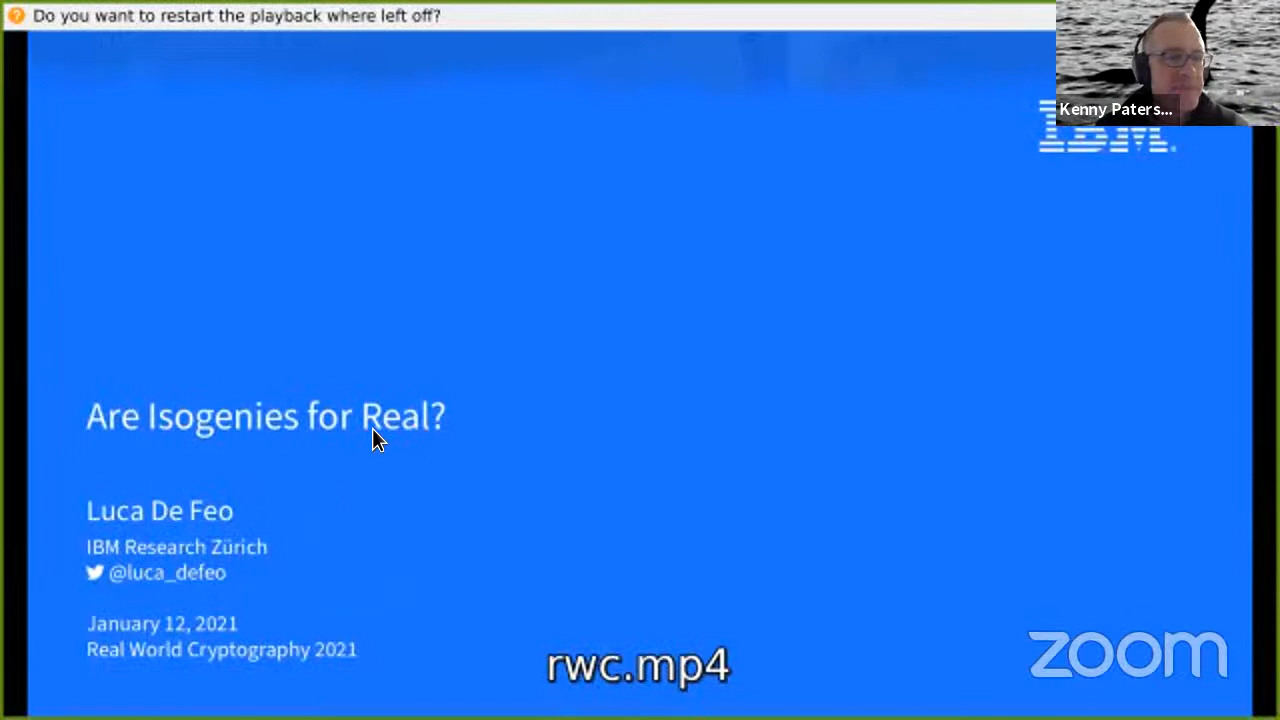 Do you want to restart the playback where left off?
Kenny Paters...
IBM.
Are Isogenies for Real?
Luca De Feo
IBM Research Zürich
@luca_defeo
January 12, 2021
Real World Cryptography 2021
rwc.mp4
zoom